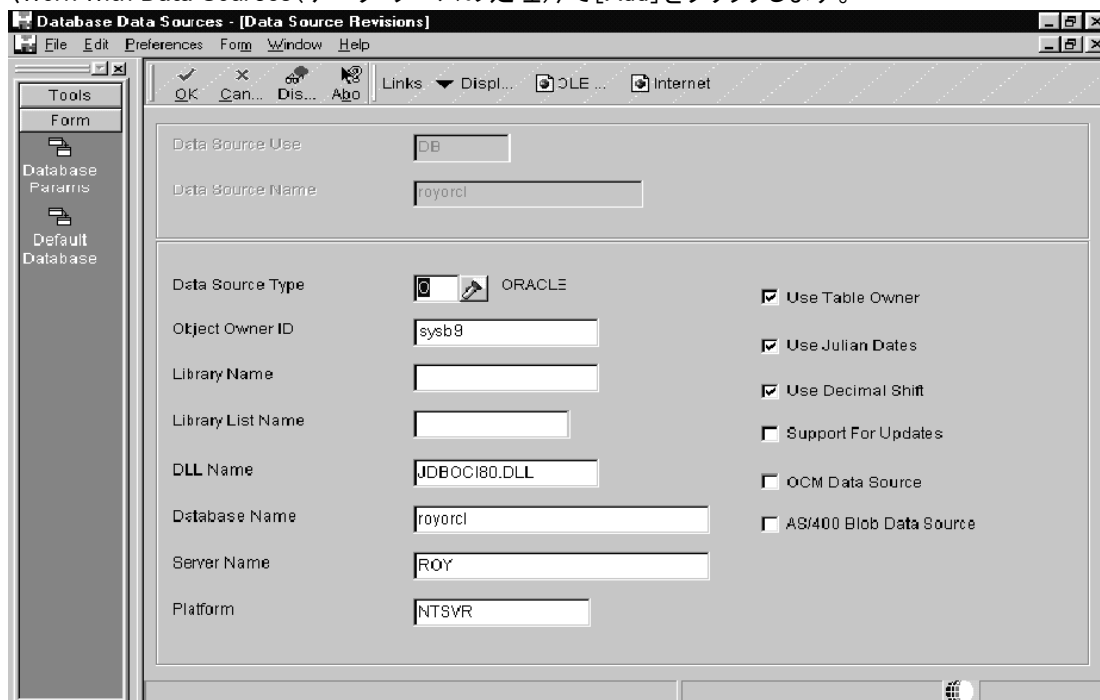 Database Data Sources - [Data Source Revisions]
File Edit Preferences Form Window Help
Tools
Form
Database Params
Default Database
OK Can... Dis... Abo Links Displ... OLE ... Internet
Data Source Use DB
Data Source Name royorcl
Data Source Type O ORACLE
Object Owner ID sysb9
Library Name
Library List Name
DLL Name JDBOCI80.DLL
Database Name royorcl
Server Name ROY
Platform NTSVR
Use Table Owner
Use Julian Dates
Use Decimal Shift
Support For Updates
OCM Data Source
AS/400 Blob Data Source